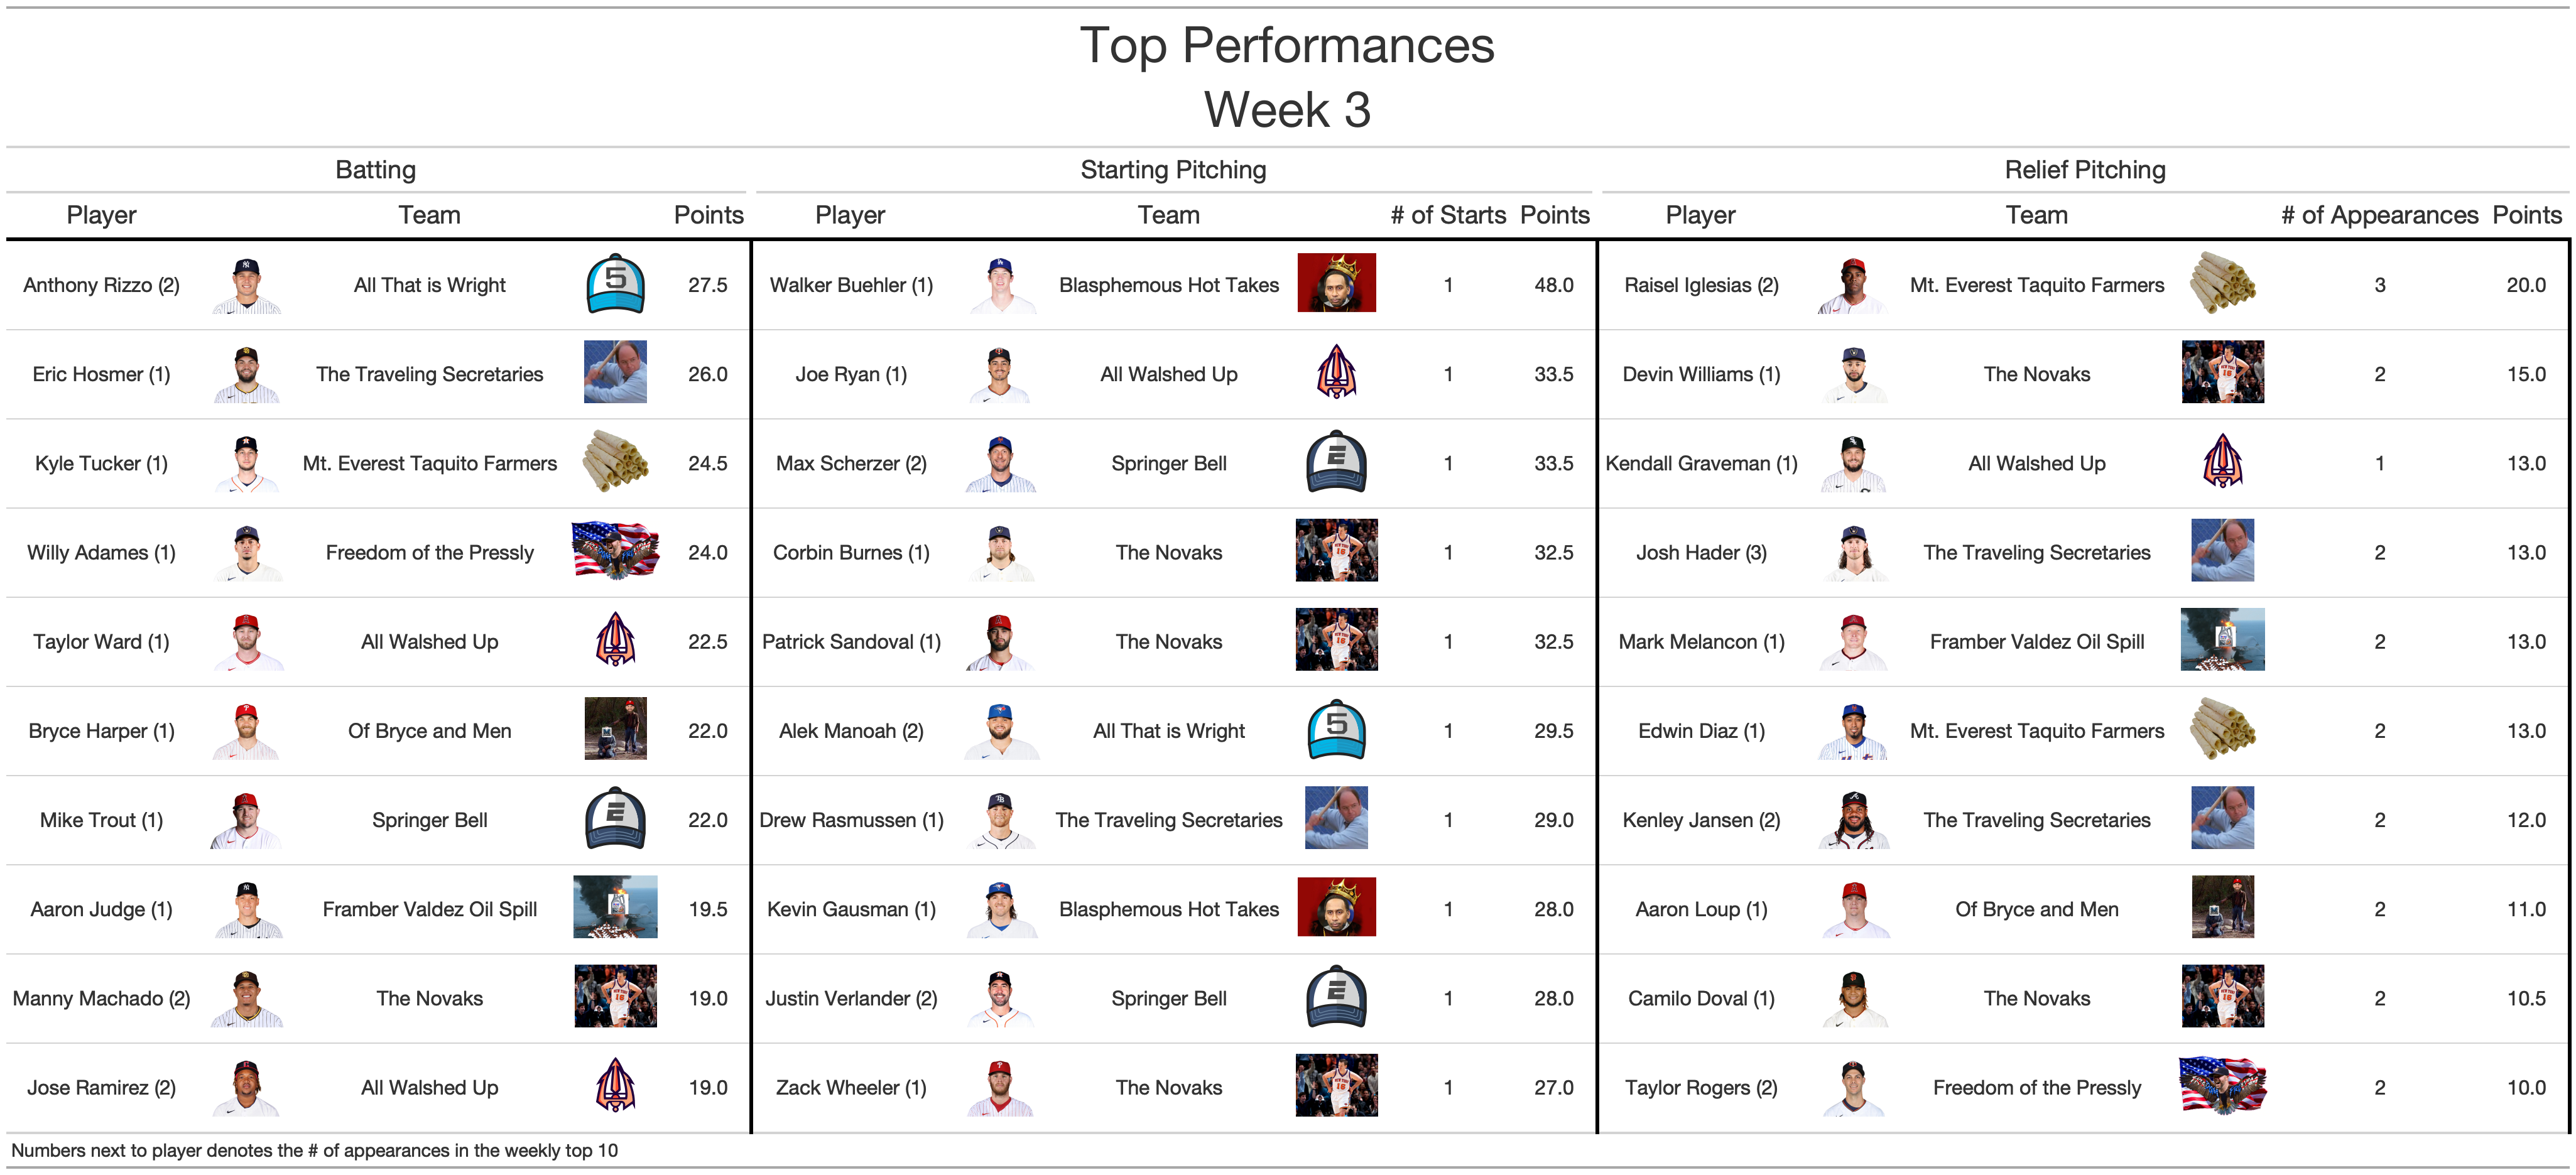 Top Performances
Week 3
Batting Starting Pitching Relief Pitching
Player Team Points Player Team # of Starts Points Player Team # of Appearances Points
Anthony Rizzo (2) All That is Wright 27.5 Walker Buehler (1) Blasphemous Hot Takes 1 48.0 Raisel Iglesias (2) Mt. Everest Taquito Farmers 3 20.0
Eric Hosmer (1) The Traveling Secretaries 26.0 Joe Ryan (1) All Walshed Up 1 33.5 Devin Williams (1) The Novaks 2 15.0
Kyle Tucker (1) Mt. Everest Taquito Farmers 24.5 Max Scherzer (2) Springer Bell 1 33.5 Kendall Graveman (1) All Walshed Up 1 13.0
Willy Adames (1) Freedom of the Pressly 24.0 Corbin Burnes (1) The Novaks 1 32.5 Josh Hader (3) The Traveling Secretaries 2 13.0
Taylor Ward (1) All Walshed Up 22.5 Patrick Sandoval (1) The Novaks 1 32.5 Mark Melancon (1) Framber Valdez Oil Spill 2 13.0
Bryce Harper (1) Of Bryce and Men 22.0 Alek Manoah (2) All That is Wright 1 29.5 Edwin Diaz (1) Mt. Everest Taquito Farmers 2 13.0
Mike Trout (1) Springer Bell 22.0 Drew Rasmussen (1) The Traveling Secretaries 1 29.0 Kenley Jansen (2) The Traveling Secretaries 2 12.0
Aaron Judge (1) Framber Valdez Oil Spill 19.5 Kevin Gausman (1) Blasphemous Hot Takes 1 28.0 Aaron Loup (1) Of Bryce and Men 2 11.0
Manny Machado (2) The Novaks 19.0 Justin Verlander (2) Springer Bell 1 28.0 Camilo Doval (1) The Novaks 2 10.5
Jose Ramirez (2) All Walshed Up 19.0 Zack Wheeler (1) The Novaks 1 27.0 Taylor Rogers (2) Freedom of the Pressly 2 10.0
Numbers next to player denotes the # of appearances in the weekly top 10